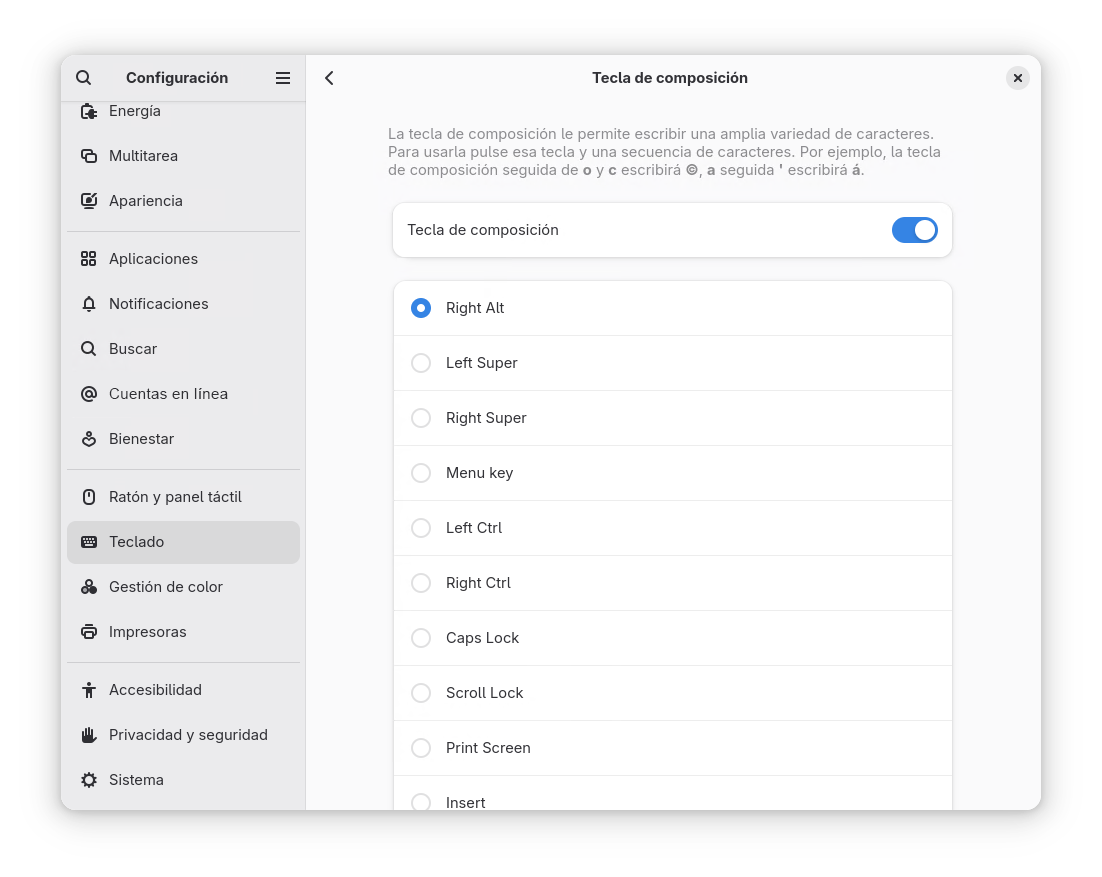 Configuración
Energía
Multitarea
Apariencia
Aplicaciones
Notificaciones
Buscar
Cuentas en línea
Bienestar
Ratón y panel táctil
Teclado
Gestión de color
Impresoras
Accesibilidad
Privacidad y seguridad
Sistema
Tecla de composición
La tecla de composición le permite escribir una amplia variedad de caracteres.
Para usarla pulse esa tecla y una secuencia de caracteres. Por ejemplo, la tecla
de composición seguida de o y c escribirá ©, a seguida ' escribirá á.
Tecla de composición
Right Alt
Left Super
Right Super
Menu key
Left Ctrl
Right Ctrl
Caps Lock
Scroll Lock
Print Screen
Insert